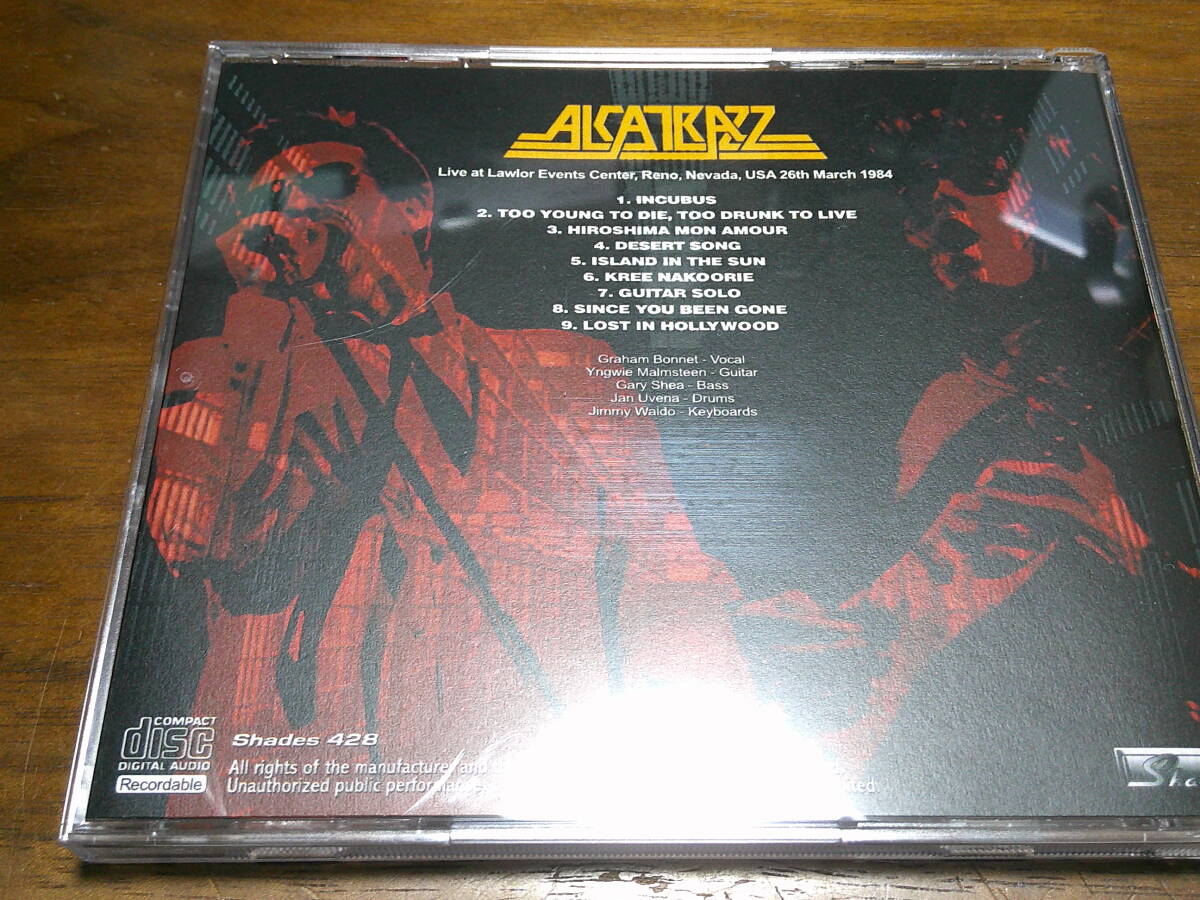 ALCATRAZZ
Live at Lawlor Events Center, Reno, Nevada, USA 26th March 1984
1. INCUBUS
2. TOO YOUNG TO DIE, TOO DRUNK TO LIVE
3. HIROSHIMA MON AMOUR
4. DESERT SONG
5. ISLAND IN THE SUN
6. KREE NAKOORIE
7. GUITAR SOLO
8. SINCE YOU BEEN GONE
9. LOST IN HOLLYWOOD
Graham Bonnet - Vocal
Yngwie Malmsteen - Guitar
Gary Shea - Bass
Jan Uvena - Drums
Jimmy Waldo - Keyboards
COMPACT
disc
DIGITAL AUDIO
Recordable
Shades 428
All rights of the manufacturer and
Unauthorized public performance